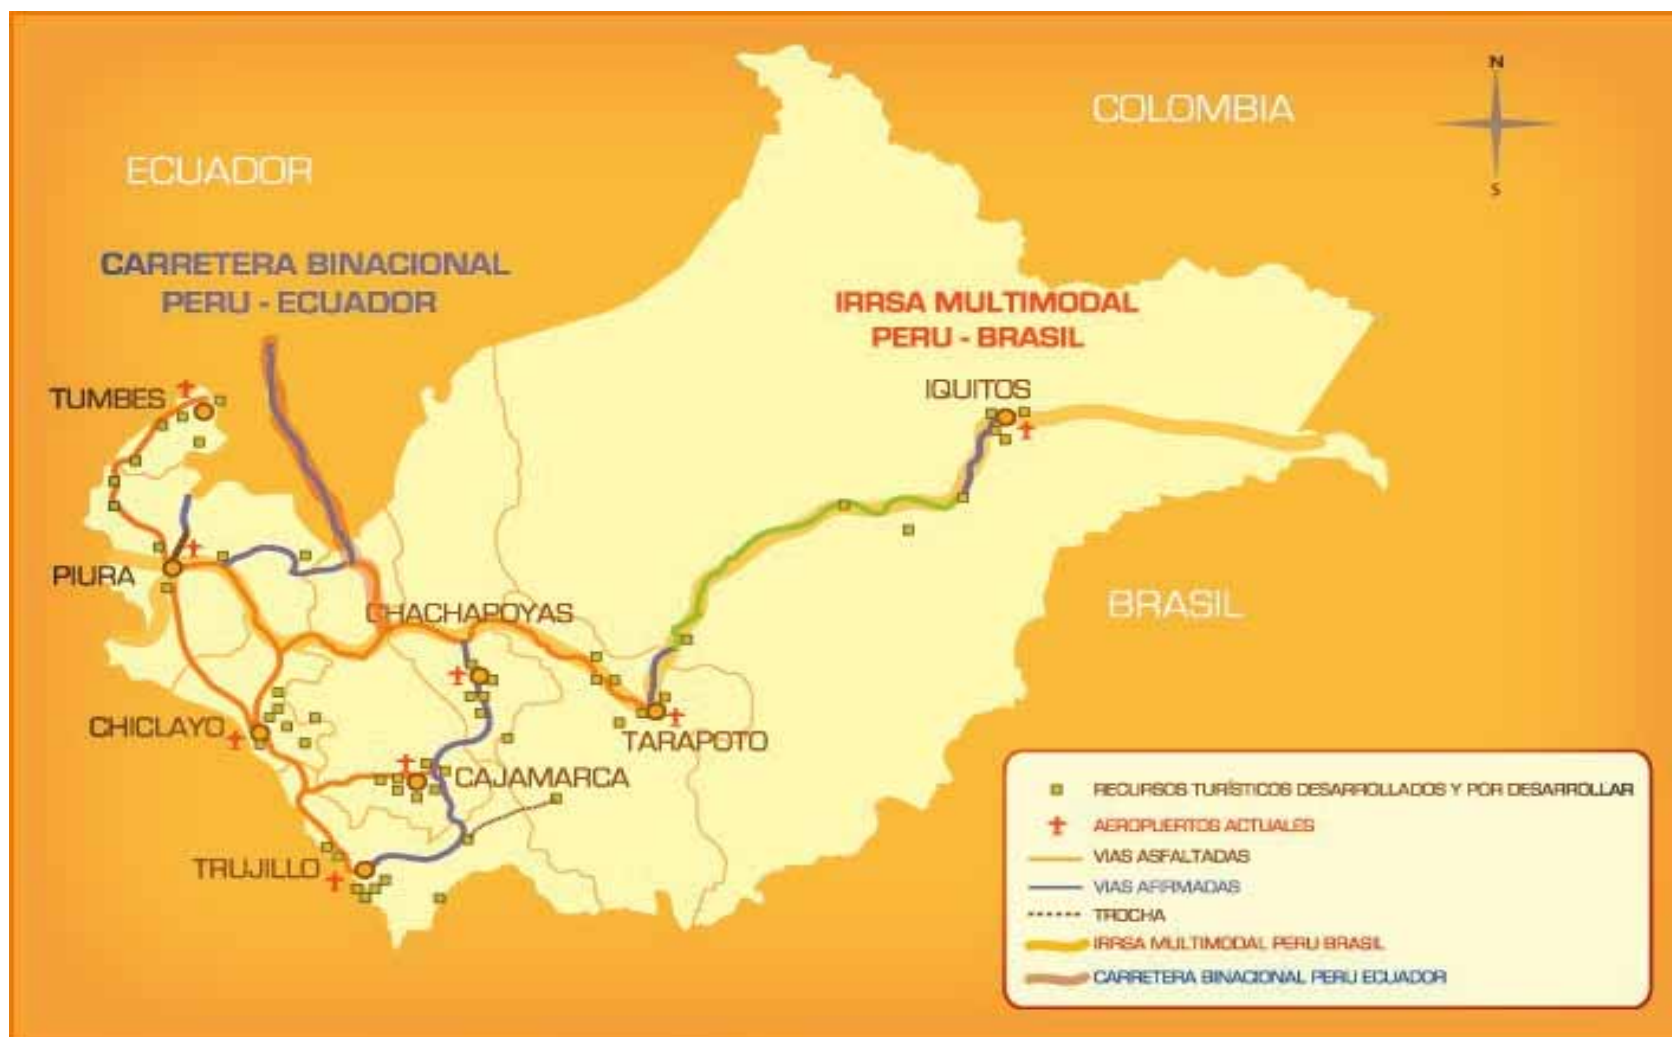 N
COLOMBIA
ECUADOR
S
CARRETERA BINACIONAL
PERU - ECUADOR
IRRSA MULTIMODAL
PERU - BRASIL
TUMBES
IQUITOS
PIURA
CHACHAPOYAS
BRASIL
CHICLAYO
TARAPOTO
CAJAMARCA
TRUJILLO
RECURSOS TURÍSTICOS DESARROLLADOS Y POR DESARROLLAR
AEROPUERTOS ACTUALES
VIAS ASFALTADAS
VIAS AFIRMADAS
TROCHA
IRRSA MULTIMODAL PERU BRASIL
CARRETERA BINACIONAL PERU ECUADOR